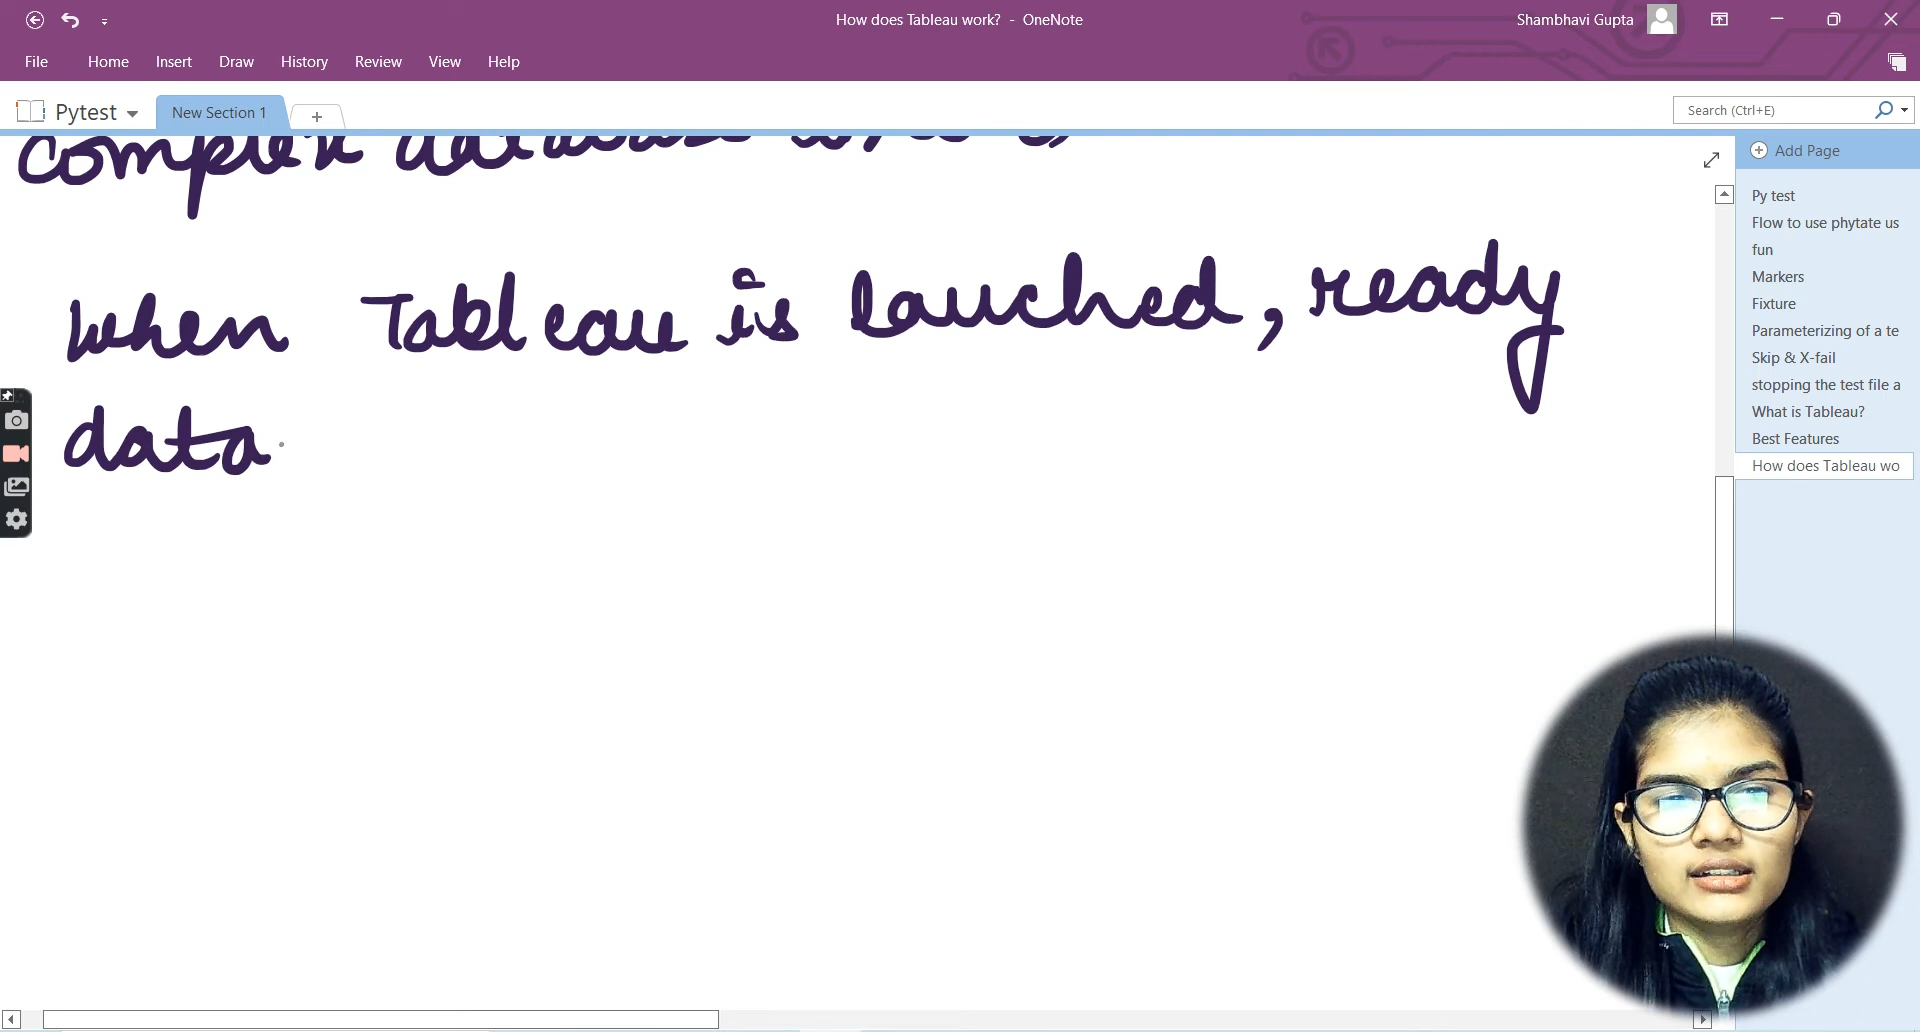 How does Tableau work? - OneNote
Shambhavi Gupta
File Home Insert Draw History Review View Help
Pytest New Section 1 +
Search (Ctrl+E)
Add Page
complex database
when Tableau is lauched, ready
data
Py test
Flow to use phytate us
fun
Markers
Fixture
Parameterizing of a te
Skip & X-fail
stopping the test file a
What is Tableau?
Best Features
How does Tableau wo